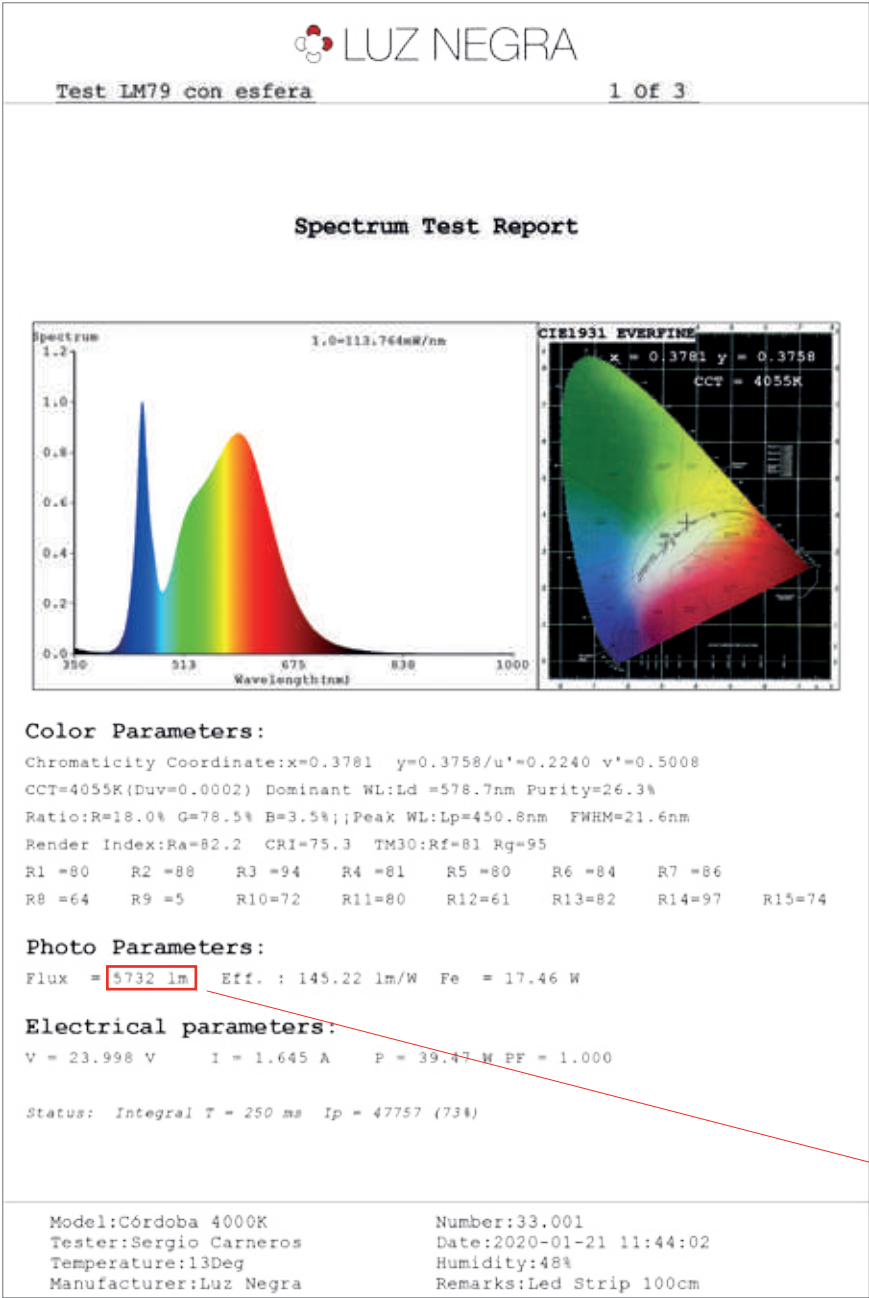 LUZ NEGRA
Test LM79 con esfera 1 Of 3
Spectrum Test Report
Spectrum 1.0=113.764mW/nm
1.2
1.0
0.8
0.6
0.4
0.2
0.0
350 513 675 838 1000
Wavelength(nm)
CIE1931 EVERFINE
x = 0.3781 y = 0.3758
CCT = 4055K
Color Parameters:
Chromaticity Coordinate:x=0.3781 y=0.3758/u'=0.2240 v'=0.5008
CCT=4055K(Duv=0.0002) Dominant WL:Ld =578.7nm Purity=26.3%
Ratio:R=18.0% G=78.5% B=3.5%;;Peak WL:Lp=450.8nm FWHM=21.6nm
Render Index:Ra=82.2 CRI=75.3 TM30:Rf=81 Rg=95
R1 =80 R2 =88 R3 =94 R4 =81 R5 =80 R6 =84 R7 =86
R8 =64 R9 =5 R10=72 R11=80 R12=61 R13=82 R14=97 R15=74
Photo Parameters:
Flux = 5732 lm Eff. : 145.22 lm/W Fe = 17.46 W
Electrical parameters:
V = 23.998 V I = 1.645 A P = 39.47 W PF = 1.000
Status: Integral T = 250 ms Ip = 47757 (73%)
Model:Córdoba 4000K Number:33.001
Tester:Sergio Carneros Date:2020-01-21 11:44:02
Temperature:13Deg Humidity:48%
Manufacturer:Luz Negra Remarks:Led Strip 100cm